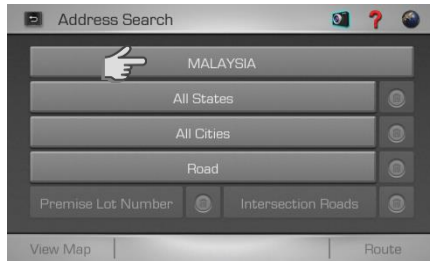 Address Search
MALAYSIA
All States
All Cities
Road
Premise Lot Number Intersection Roads
View Map Route